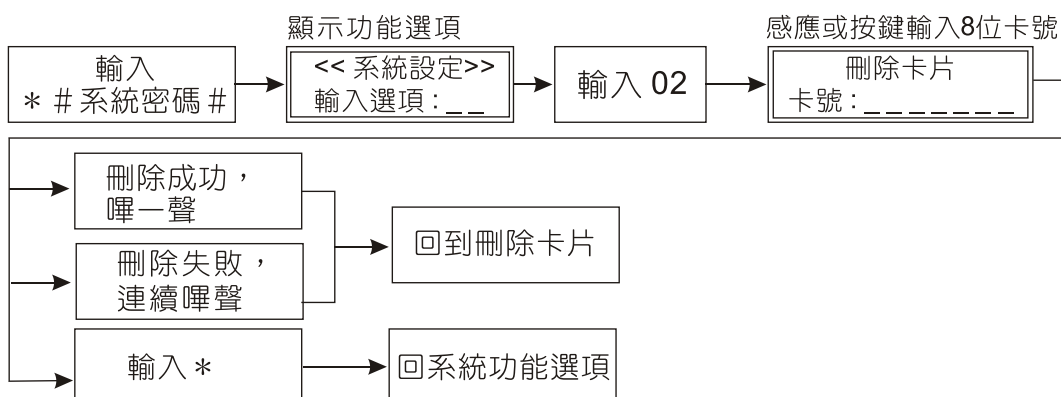 顯示功能選項
感應或按鍵輸入8位卡號
輸入
＊＃系統密碼＃
<< 系統設定>>
輸入選項：_ _
輸入 02
刪除卡片
卡號：_ _ _ _ _ _ _
刪除成功，
嗶一聲
刪除失敗，
連續嗶聲
回到刪除卡片
輸入＊
回系統功能選項